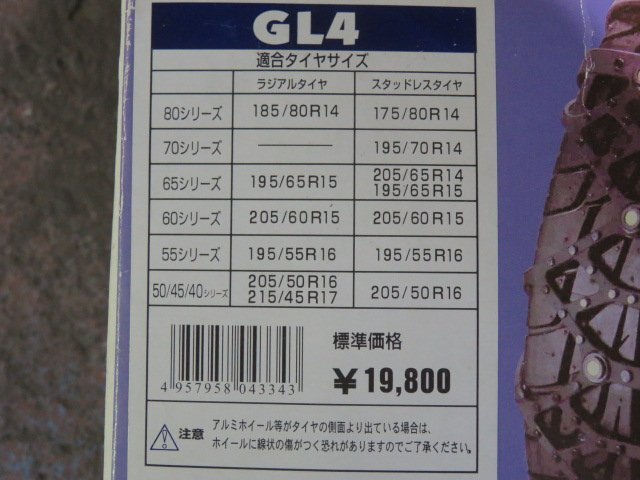 GL4
適合タイヤサイズ
ラジアルタイヤ スタッドレスタイヤ
80シリーズ 185/80R14 175/80R14
70シリーズ ——— 195/70R14
65シリーズ 195/65R15 205/65R14
195/65R15
60シリーズ 205/60R15 205/60R15
55シリーズ 195/55R16 195/55R16
50/45/40シリーズ 205/50R16 205/50R16
215/45R17
標準価格
¥19,800
4 957958 043343
注意 アルミホイール等がタイヤの側面より出ている場合は、
ホイールに線状の傷がつく恐れがありますのでご了承ください。